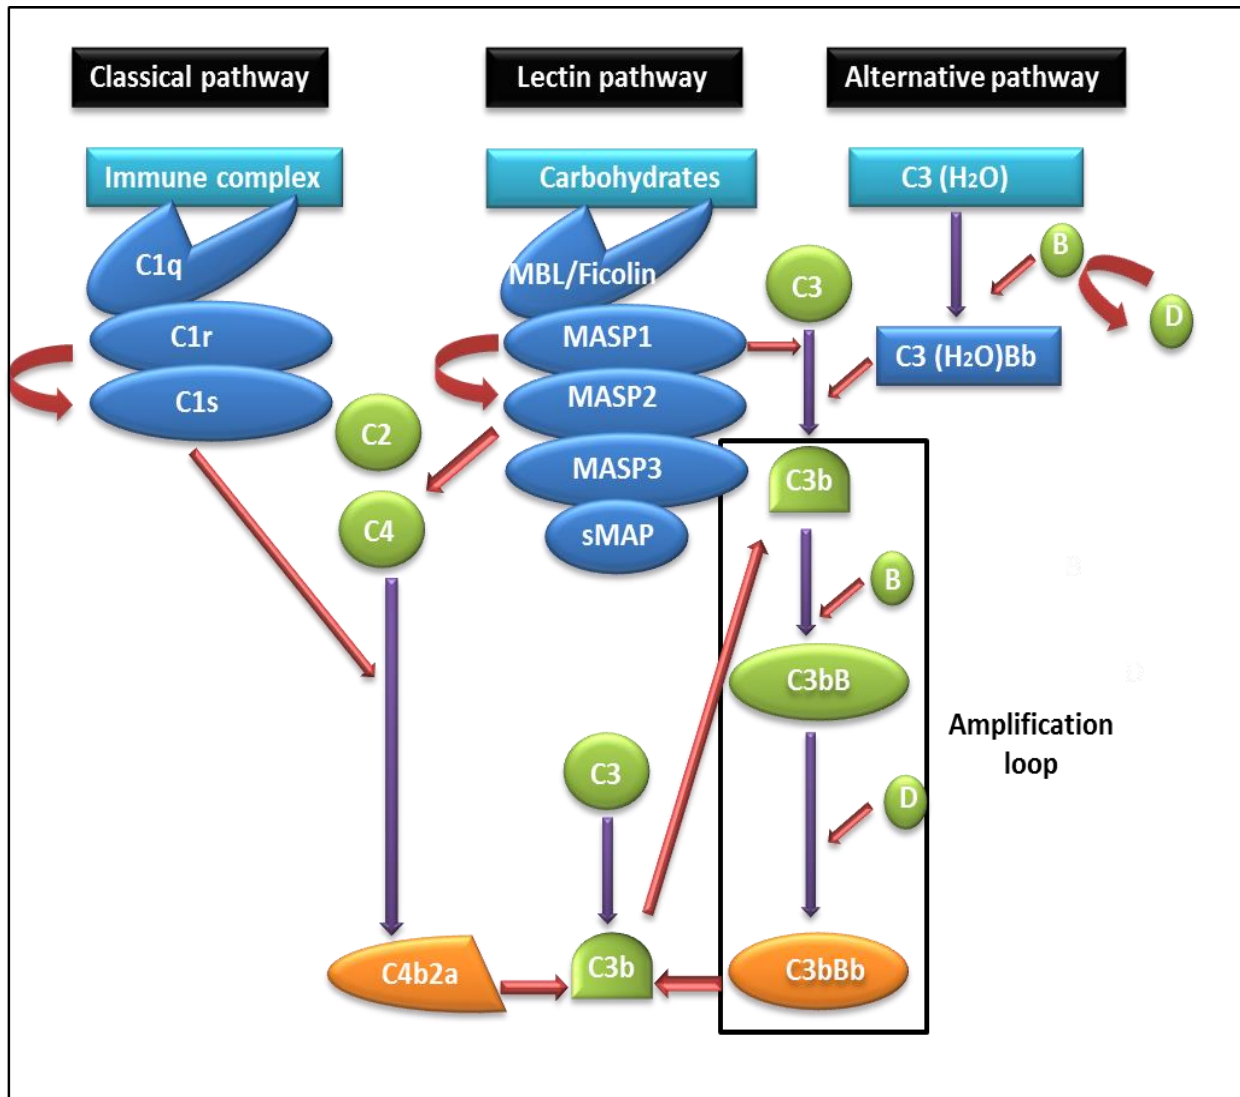 Classical pathway
Lectin pathway
Alternative pathway
Immune complex
Carbohydrates
C3 (H₂O)
C1q
MBL/Ficolin
C3
B
D
C1r
MASP1
C3 (H₂O)Bb
C1s
MASP2
C2
MASP3
C3b
C4
sMAP
B
C3bB
Amplification
loop
C3
D
C4b2a
C3b
C3bBb